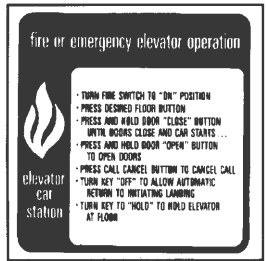 fire or emergency elevator operation
· TURN FIRE SWITCH TO "ON" POSITION
· PRESS DESIRED FLOOR BUTTON
· PRESS AND HOLD DOOR "CLOSE" BUTTON
UNTIL DOORS CLOSE AND CAR STARTS ...
· PRESS AND HOLD DOOR "OPEN" BUTTON
TO OPEN DOORS
· PRESS CALL CANCEL BUTTON TO CANCEL CALL
· TURN KEY "OFF" TO ALLOW AUTOMATIC
RETURN TO INITIATING LANDING
· TURN KEY TO "HOLD" TO HOLD ELEVATOR
AT FLOOR
elevator
car
station